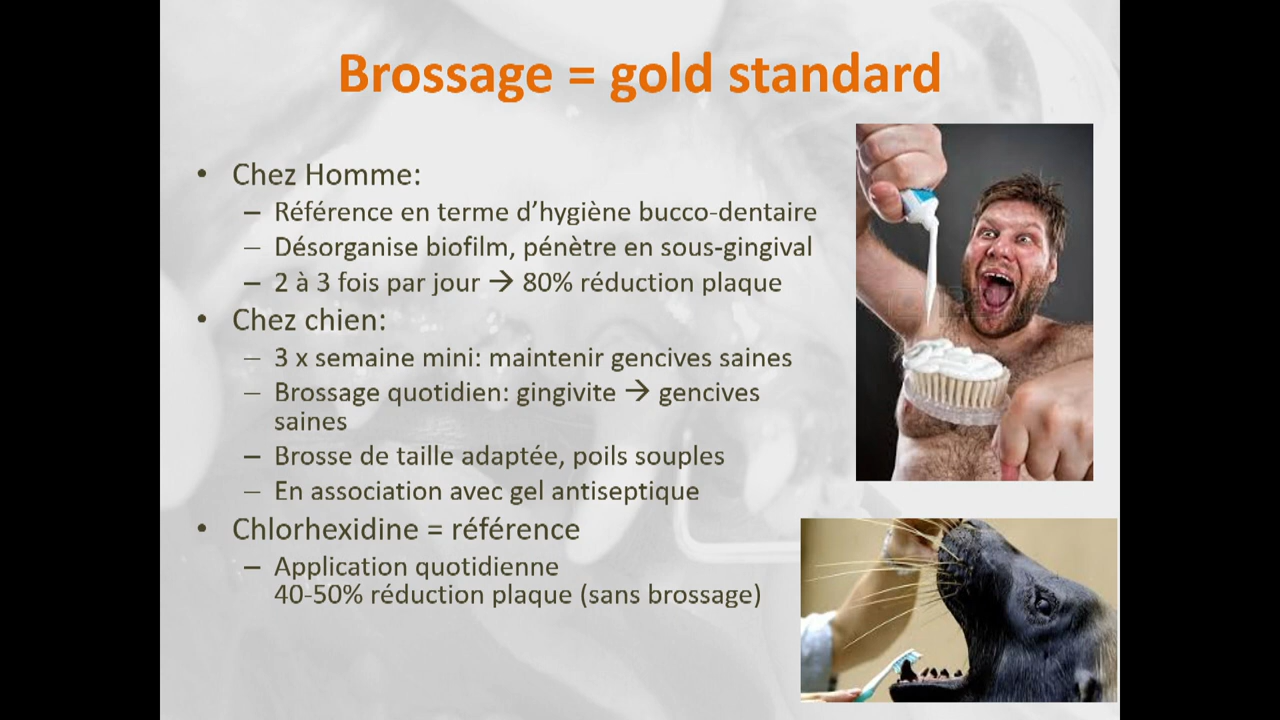 Brossage = gold standard
• Chez Homme:
– Référence en terme d’hygiène bucco-dentaire
– Désorganise biofilm, pénètre en sous-gingival
– 2 à 3 fois par jour → 80% réduction plaque
• Chez chien:
– 3 x semaine mini: maintenir gencives saines
– Brossage quotidien: gingivite → gencives
saines
– Brosse de taille adaptée, poils souples
– En association avec gel antiseptique
• Chlorhexidine = référence
– Application quotidienne
40-50% réduction plaque (sans brossage)